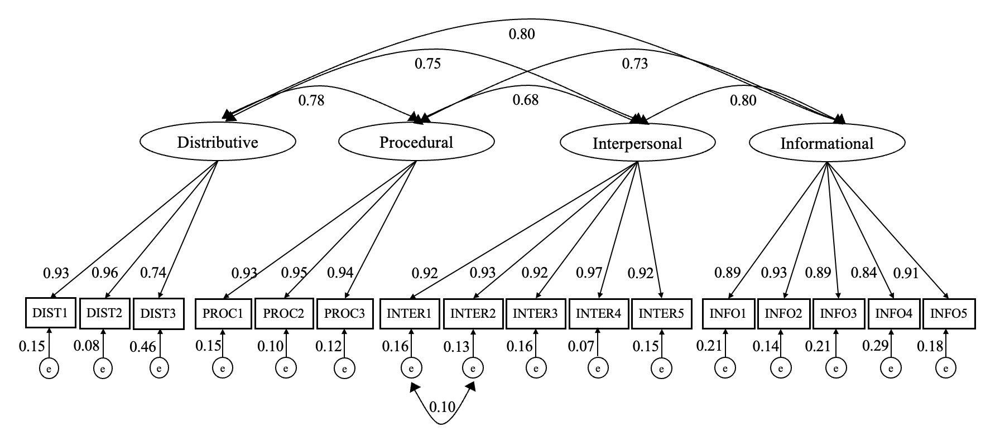 0.80
0.75 0.73
0.78 0.68 0.80
Distributive Procedural Interpersonal Informational
0.93 0.96 0.74 0.93 0.95 0.94 0.92 0.93 0.92 0.97 0.92 0.89 0.93 0.89 0.84 0.91
DIST1 DIST2 DIST3 PROC1 PROC2 PROC3 INTER1 INTER2 INTER3 INTER4 INTER5 INFO1 INFO2 INFO3 INFO4 INFO5
0.15 0.08 0.46 0.15 0.10 0.12 0.16 0.13 0.16 0.07 0.15 0.21 0.14 0.21 0.29 0.18
e e e e e e e e e e e e e e e e
0.10